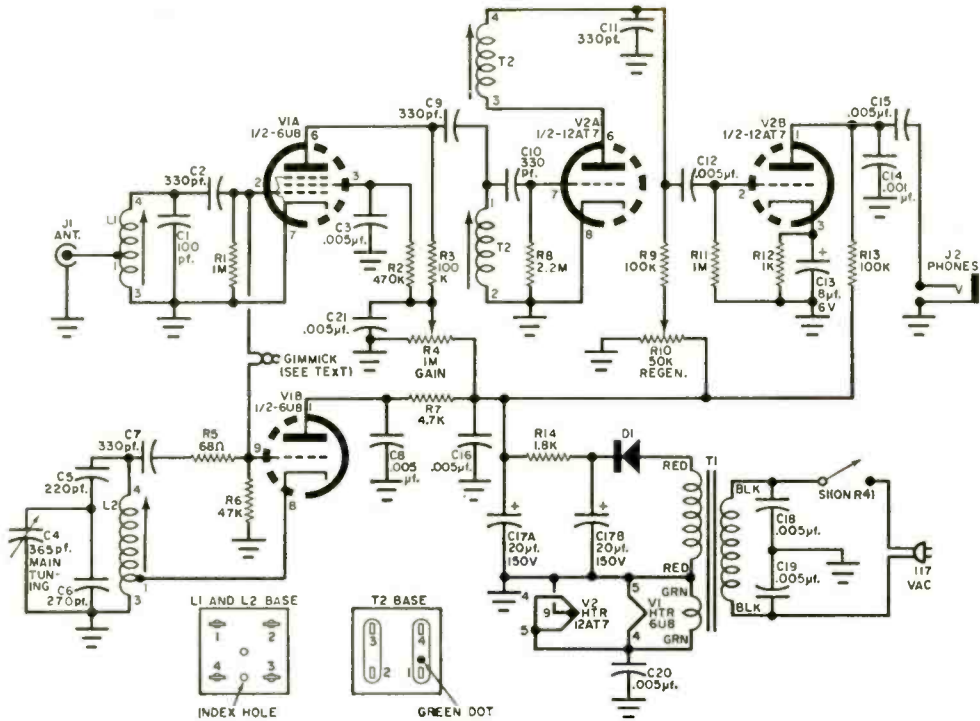 4
T2
3
C11
330pf.
V1A
1/2-6U8
6
C9
330pf.
V2A
1/2-12AT7
6
V2B
1/2-12AT7
1
C15
.005µf.
C2
330pf.
2
3
7
C10
330
pf.
7
8
C12
.005µf.
2
3
C14
.001
µf.
J1
ANT.
L1
4
1
3
C1
100
pf.
R1
1M
C3
.005µf.
R2
470K
R3
100
K
1
T2
2
R8
2.2M
R9
100K
R11
1M
R12
1K
+
C13
8µf
6V
R13
100K
J2
PHONES
C21
.005µf.
R4
1M
GAIN
R10
50K
REGEN.
GIMMICK
(SEE TEXT)
V1B
1/2-6U8
1
9
8
R7
4.7K
C7
330pf.
R5
68Ω
C5
220pf.
L2
4
1
3
R6
47K
C4
365pf.
MAIN
TUN-
ING
C6
270pf.
C8
.005
µf.
C16
.005µf.
R14
1.8K
D1
RED
T1
BLK
S1(ON R4)
+
C17A
20µf.
150V
+
C17B
20µf.
150V
RED
C18
.005µf.
C19
.005µf.
BLK
117
VAC
4
9
5
V2
HTR
12AT7
5
V1
HTR
6U8
4
GRN
GRN
C20
.005µf.
L1 AND L2 BASE
1
2
4
3
INDEX HOLE
T2 BASE
3
4
2
1
GREEN DOT